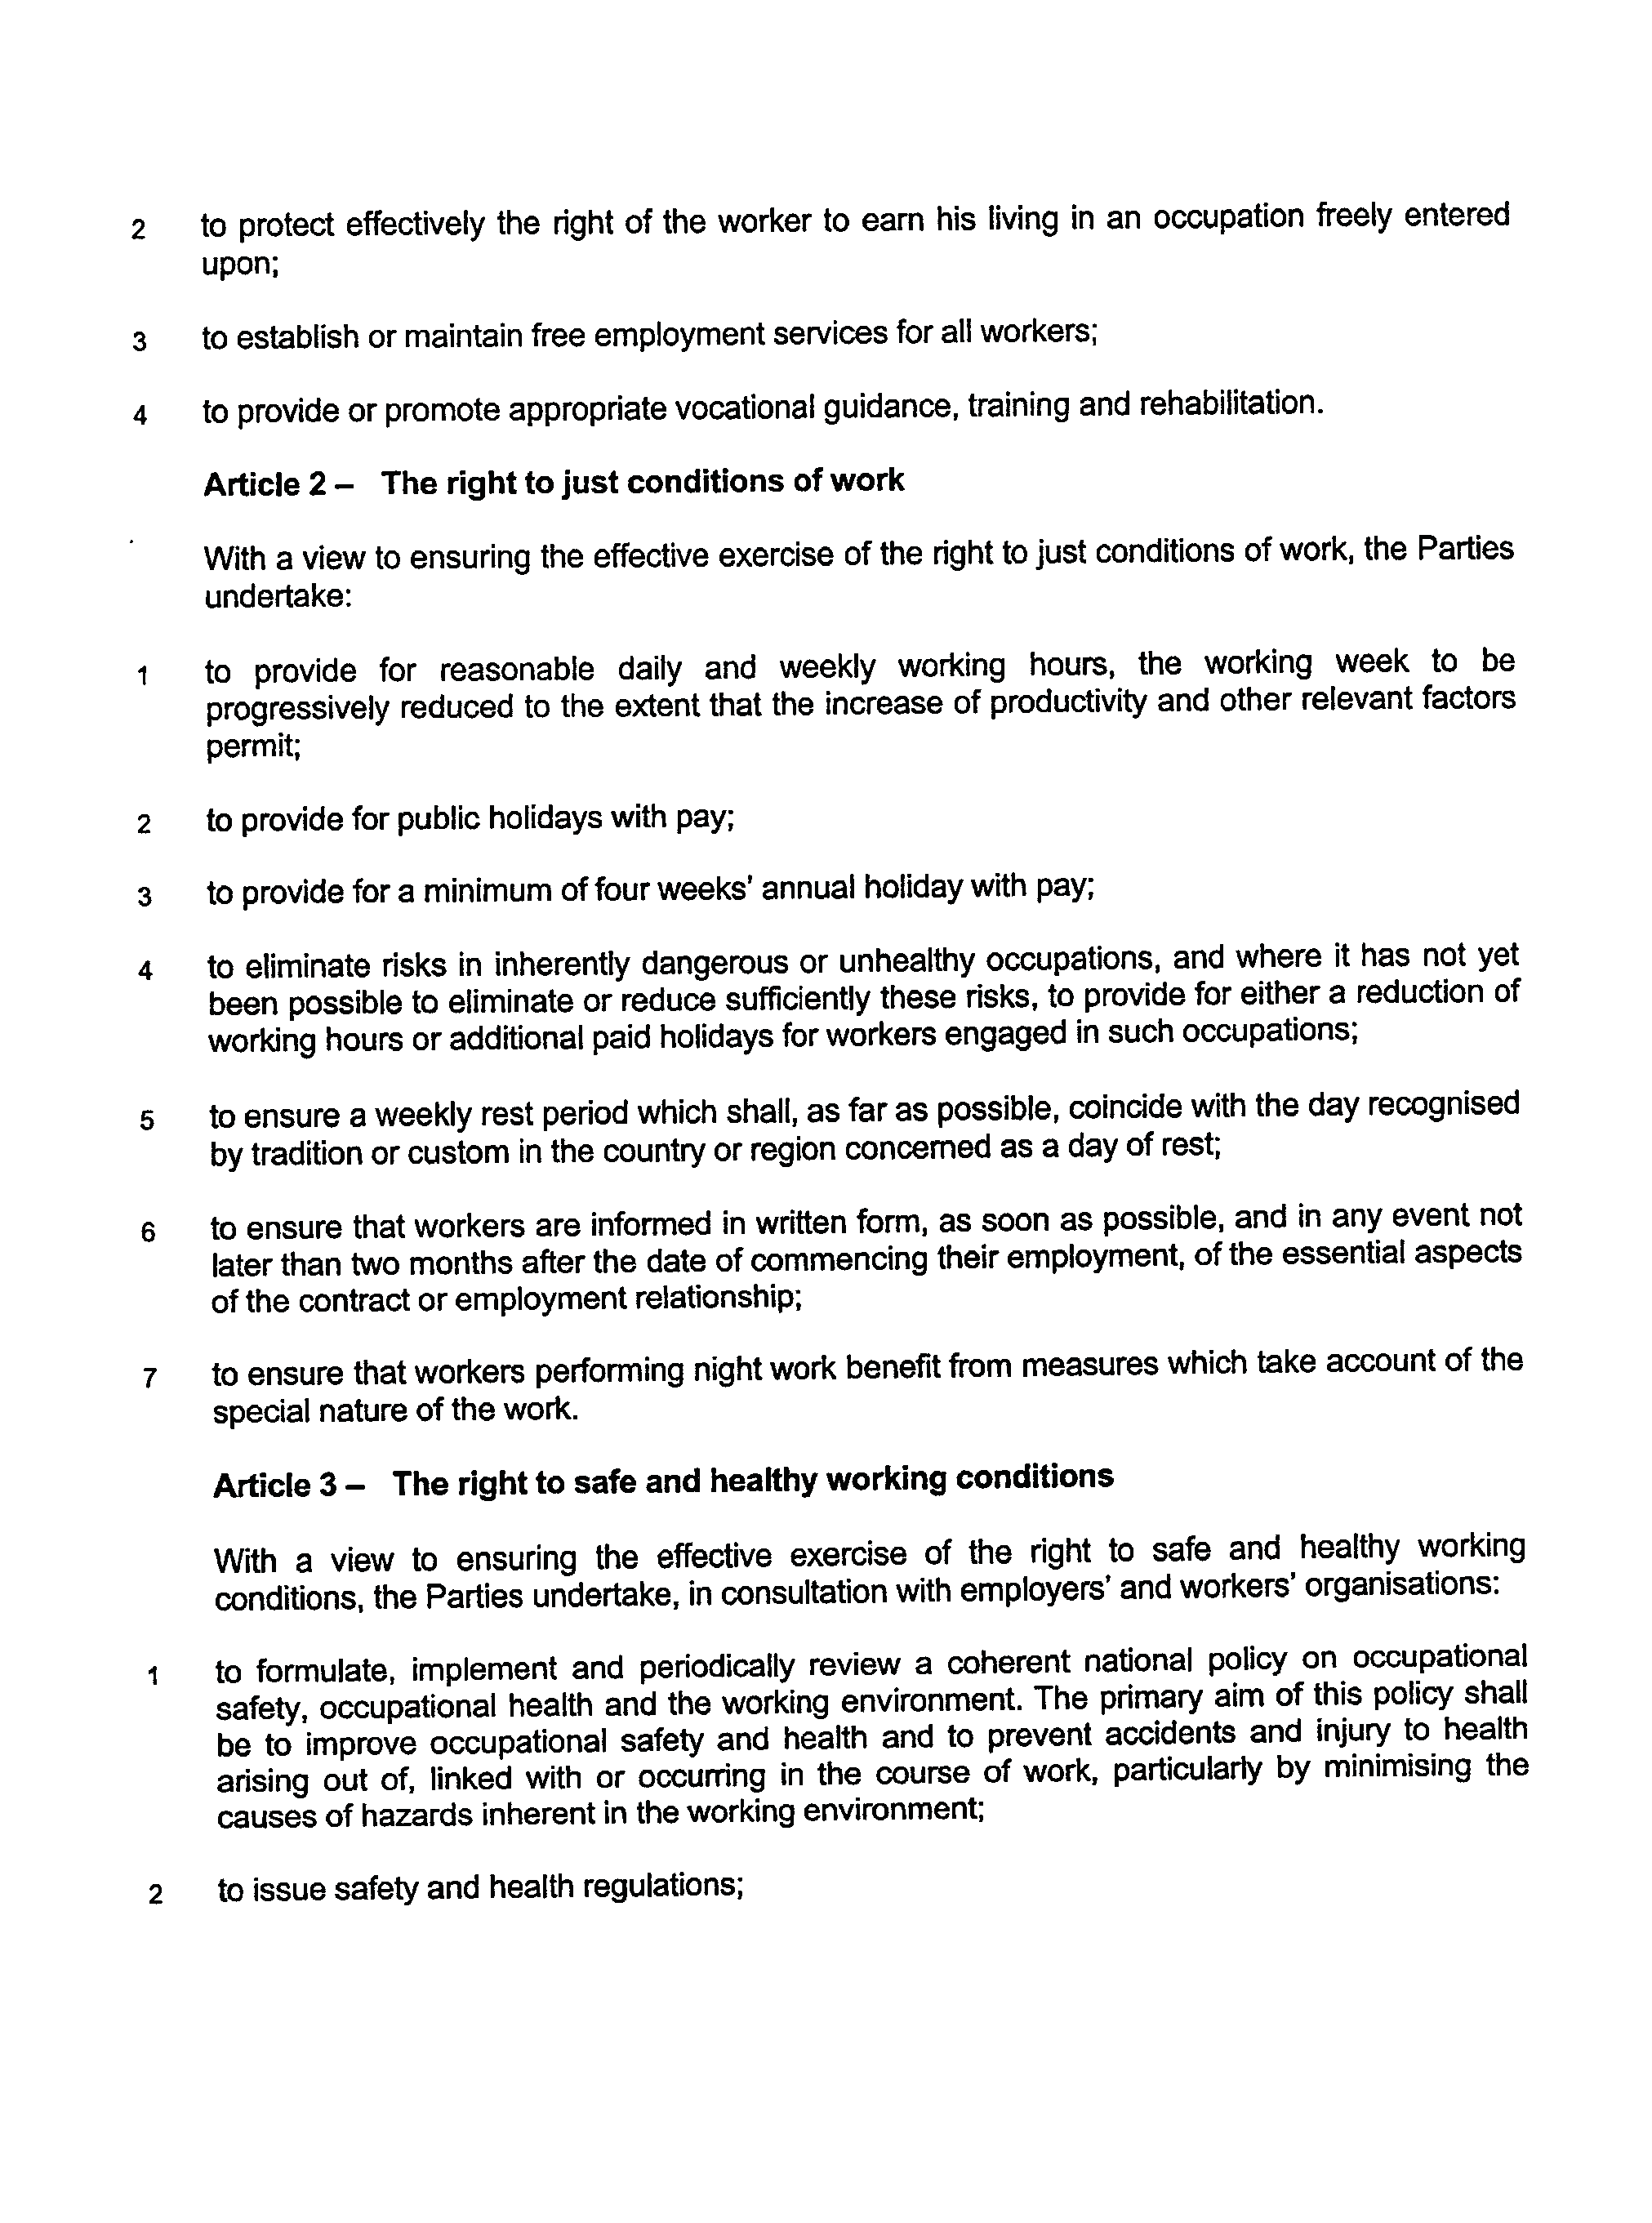 2 to protect effectively the right of the worker to earn his living in an occupation freely entered
upon;
3 to establish or maintain free employment services for all workers;
4 to provide or promote appropriate vocational guidance, training and rehabilitation.
Article 2 – The right to just conditions of work
With a view to ensuring the effective exercise of the right to just conditions of work, the Parties
undertake:
1 to provide for reasonable daily and weekly working hours, the working week to be
progressively reduced to the extent that the increase of productivity and other relevant factors
permit;
2 to provide for public holidays with pay;
3 to provide for a minimum of four weeks' annual holiday with pay;
4 to eliminate risks in inherently dangerous or unhealthy occupations, and where it has not yet
been possible to eliminate or reduce sufficiently these risks, to provide for either a reduction of
working hours or additional paid holidays for workers engaged in such occupations;
5 to ensure a weekly rest period which shall, as far as possible, coincide with the day recognised
by tradition or custom in the country or region concerned as a day of rest;
6 to ensure that workers are informed in written form, as soon as possible, and in any event not
later than two months after the date of commencing their employment, of the essential aspects
of the contract or employment relationship;
7 to ensure that workers performing night work benefit from measures which take account of the
special nature of the work.
Article 3 – The right to safe and healthy working conditions
With a view to ensuring the effective exercise of the right to safe and healthy working
conditions, the Parties undertake, in consultation with employers' and workers' organisations:
1 to formulate, implement and periodically review a coherent national policy on occupational
safety, occupational health and the working environment. The primary aim of this policy shall
be to improve occupational safety and health and to prevent accidents and injury to health
arising out of, linked with or occurring in the course of work, particularly by minimising the
causes of hazards inherent in the working environment;
2 to issue safety and health regulations;